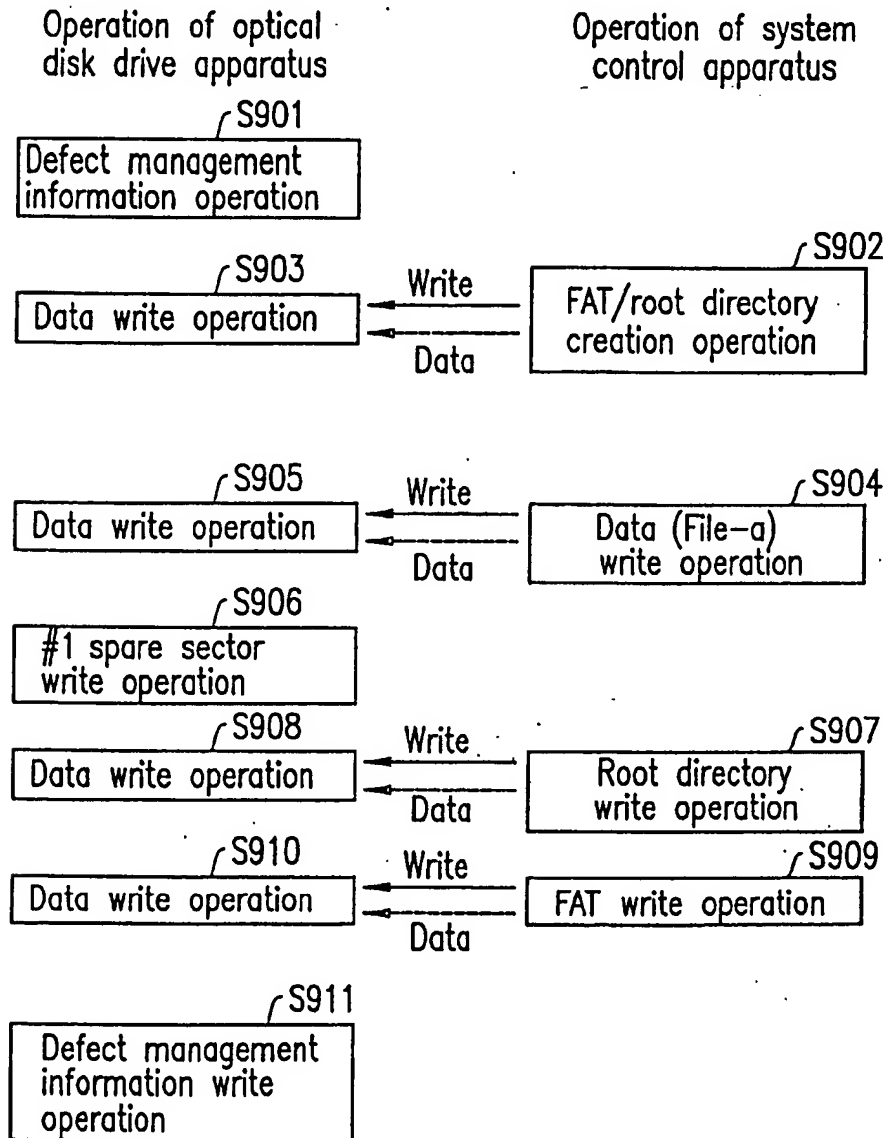 Operation of optical
disk drive apparatus
Operation of system
control apparatus
S901
Defect management
information operation
S902
FAT/root directory
creation operation
S903
Data write operation
Write
Data
S904
Data (File-a)
write operation
S905
Data write operation
Write
Data
S906
#1 spare sector
write operation
S907
Root directory
write operation
S908
Data write operation
Write
Data
S909
FAT write operation
S910
Data write operation
Write
Data
S911
Defect management
information write
operation